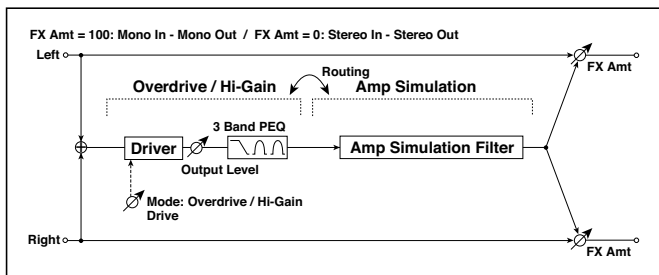 FX Amt = 100: Mono In - Mono Out / FX Amt = 0: Stereo In - Stereo Out
Left
FX Amt
Routing
Overdrive / Hi-Gain
Amp Simulation
3 Band PEQ
Driver
Amp Simulation Filter
Output Level
Mode: Overdrive / Hi-Gain
Drive
Right
FX Amt